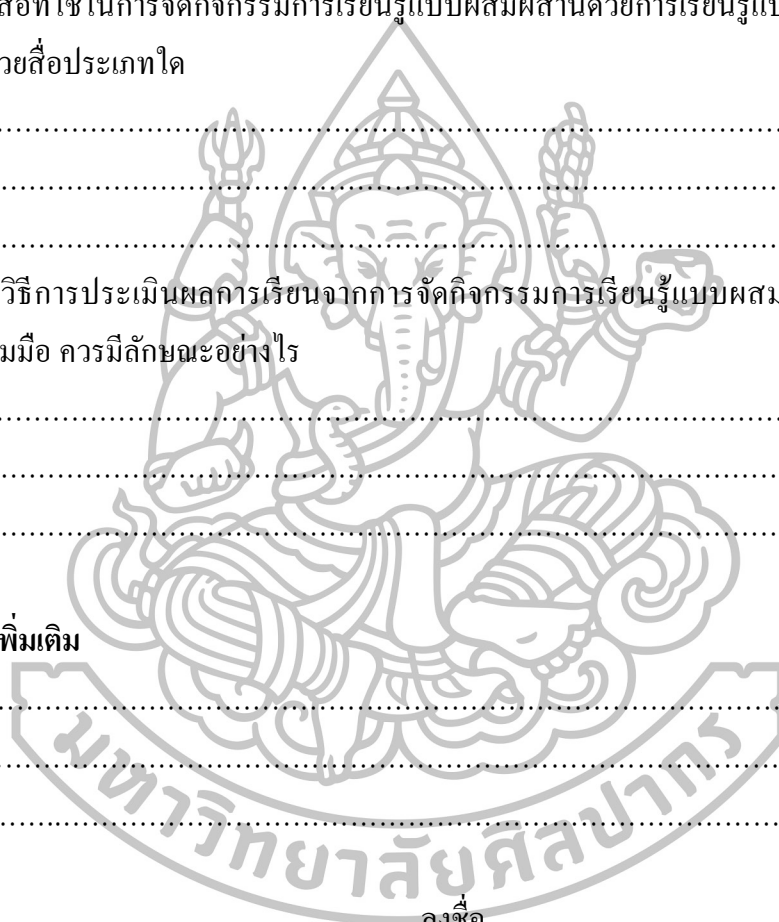 สื่อที่ใช้ในการจัดกิจกรรมการเรียนรู้แบบผสมผสานด้วยการเรียนรู้แบ
วยสื่อประเภทใด
วิธีการประเมินผลการเรียนจากการจัดกิจกรรมการเรียนรู้แบบผสม
มมือ ควรมีลักษณะอย่างไร
พิ่มเติม
มหาวิทยาลัยศิลปากร
ลงชื่อ